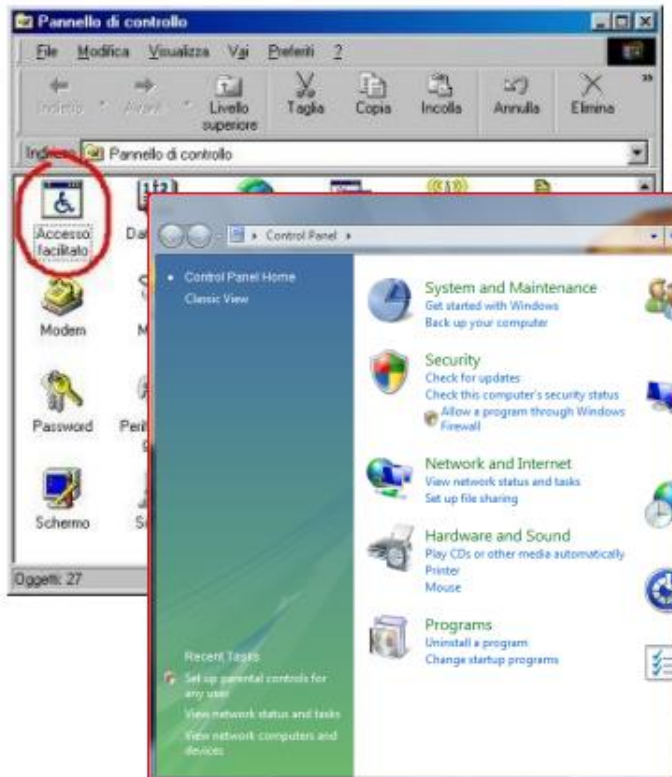 Pannello di controllo
File Modifica Visualizza Vai Preferiti ?
Indietro Avanti Livello superiore Taglia Copia Incolla Annulla Elimina
Indirizzo Pannello di controllo
Accesso facilitato
Modem
Password
Schermo
Oggetti: 27
Control Panel
Control Panel Home
Classic View
System and Maintenance
Get started with Windows
Back up your computer
Security
Check for updates
Check this computer's security status
Allow a program through Windows
Firewall
Network and Internet
View network status and tasks
Set up file sharing
Hardware and Sound
Play CDs or other media automatically
Printer
Mouse
Programs
Uninstall a program
Change startup programs
Recent Tasks
Set up parental controls for
any user
View network status and tasks
View network computers and
devices